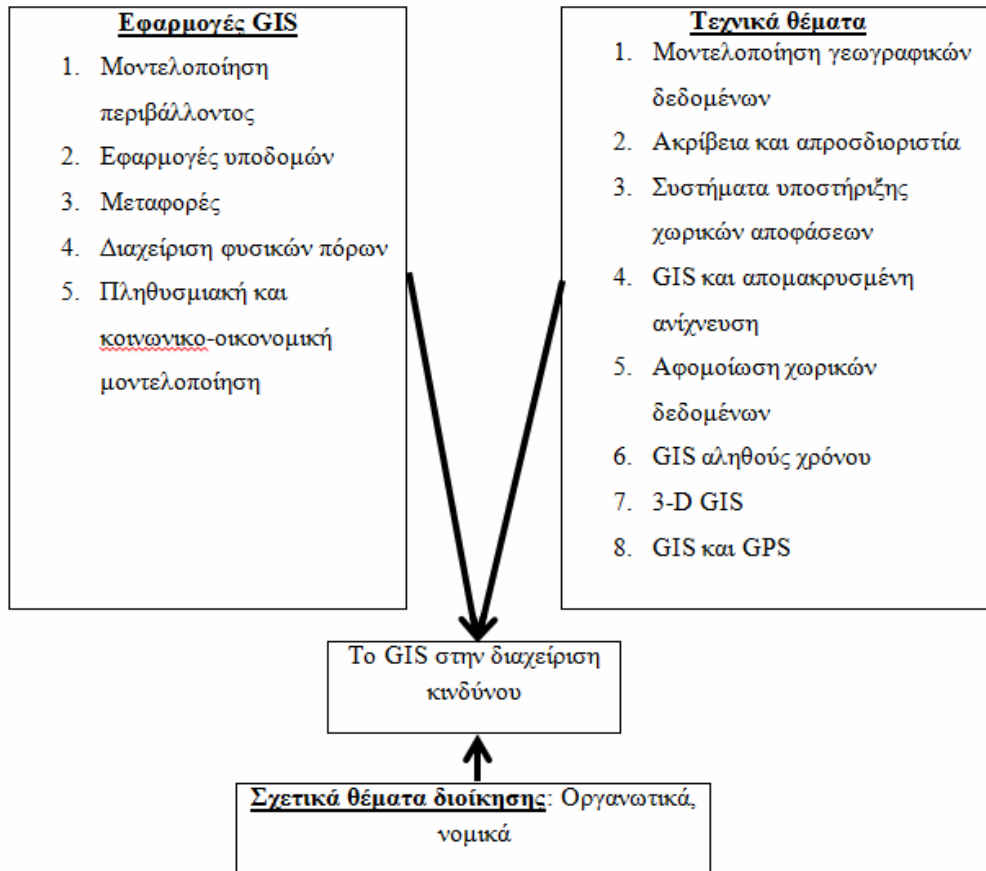 Εφαρμογές GIS
1. Μοντελοποίηση
περιβάλλοντος
2. Εφαρμογές υποδομών
3. Μεταφορές
4. Διαχείριση φυσικών πόρων
5. Πληθυσμιακή και
κοινωνικο-οικονομική
μοντελοποίηση
Τεχνικά θέματα
1. Μοντελοποίηση γεωγραφικών
δεδομένων
2. Ακρίβεια και απροσδιοριστία
3. Συστήματα υποστήριξης
χωρικών αποφάσεων
4. GIS και απομακρυσμένη
ανίχνευση
5. Αφομοίωση χωρικών
δεδομένων
6. GIS αληθούς χρόνου
7. 3-D GIS
8. GIS και GPS
Το GIS στην διαχείριση
κινδύνου
Σχετικά θέματα διοίκησης: Οργανωτικά,
νομικά